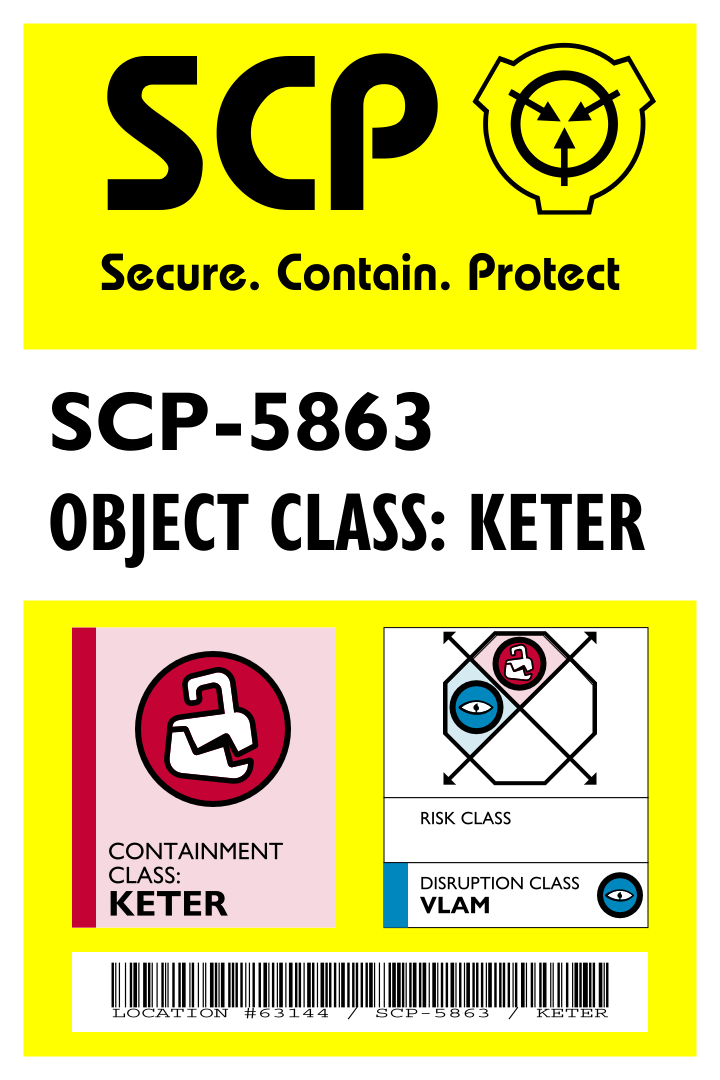 SCP
Secure. Contain. Protect
SCP-5863
OBJECT CLASS: KETER
CONTAINMENT
CLASS:
KETER
RISK CLASS
DISRUPTION CLASS
VLAM
LOCATION #63144 / SCP-5863 / KETER